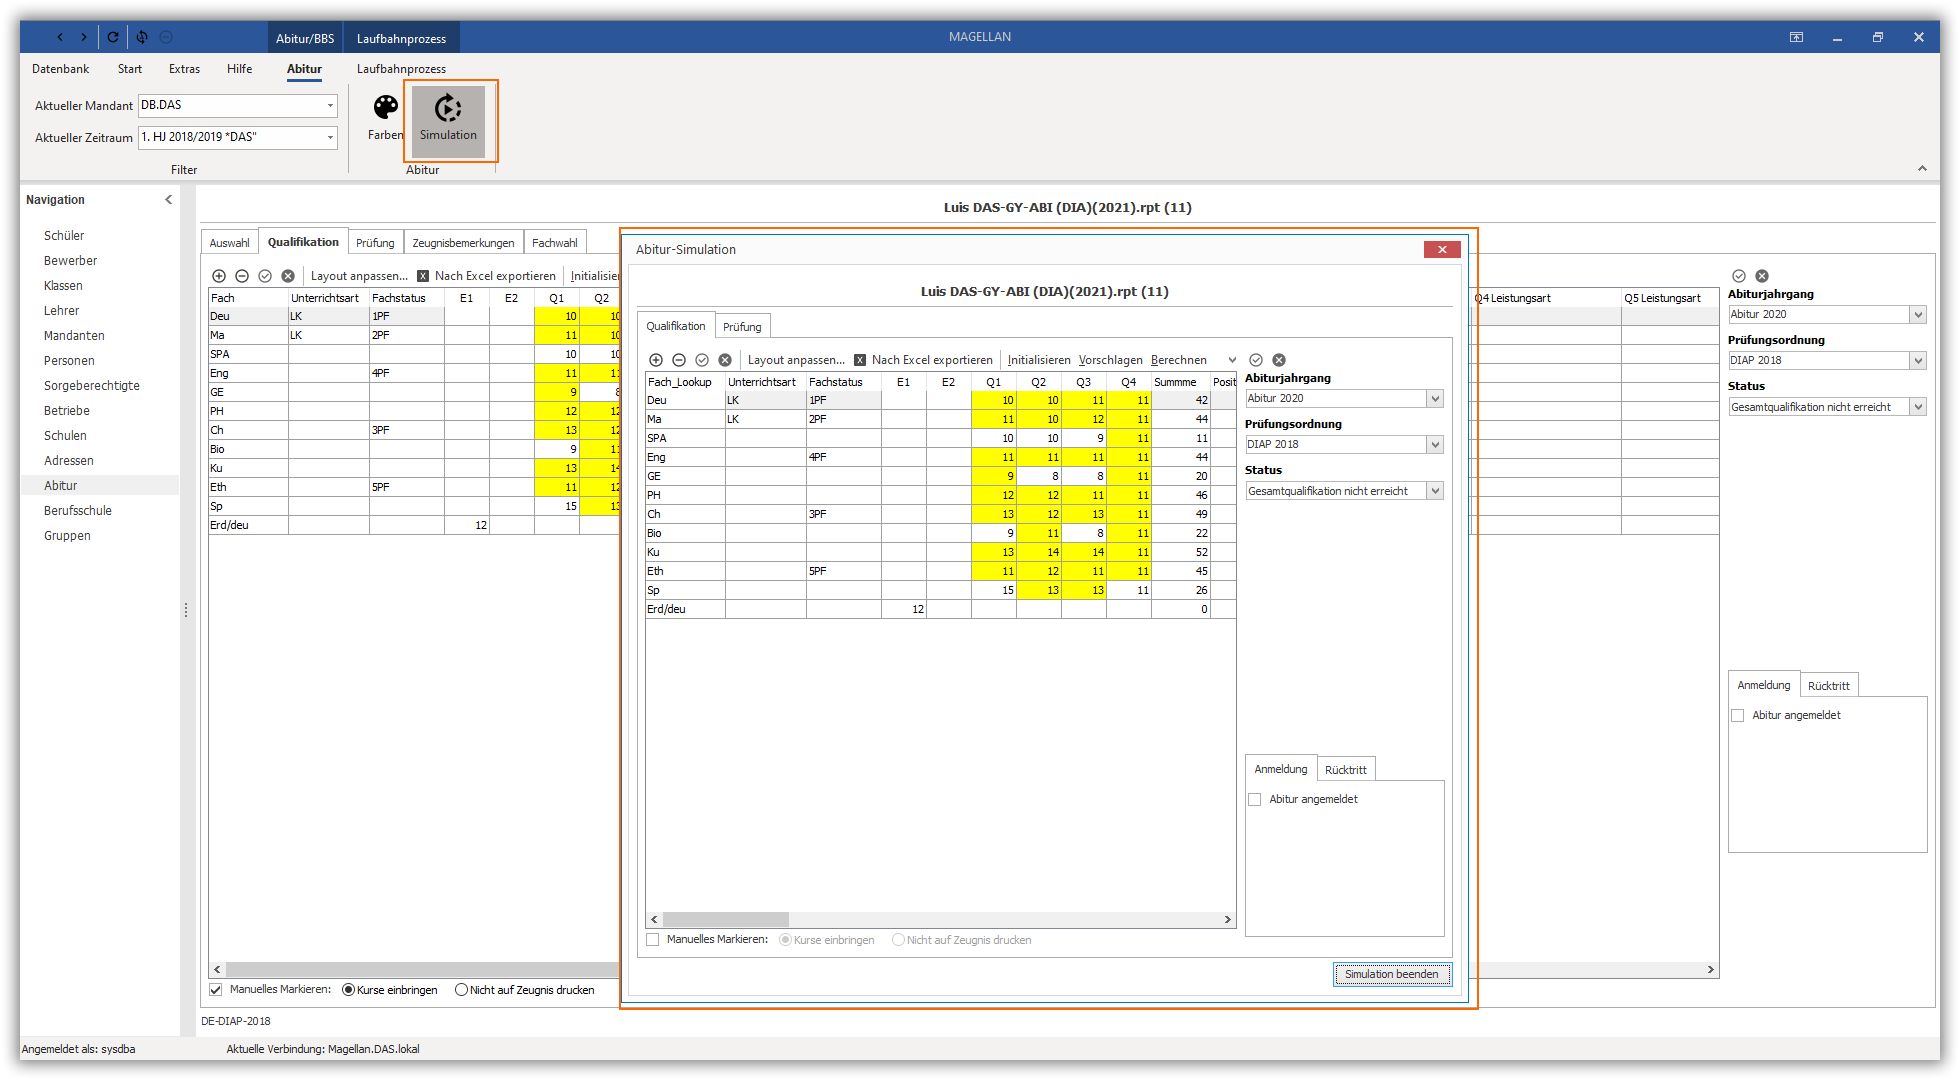 Abitur/BBS Laufbahnprozess MAGELLAN
Datenbank Start Extras Hilfe Abitur Laufbahnprozess
Aktueller Mandant DB.DAS
Aktueller Zeitraum 1. HJ 2018/2019 *DAS"
Filter
Farben Simulation
Abitur
Navigation
Schüler
Bewerber
Klassen
Lehrer
Mandanten
Personen
Sorgeberechtigte
Betriebe
Schulen
Adressen
Abitur
Berufsschule
Gruppen
Luis DAS-GY-ABI (DIA)(2021).rpt (11)
Auswahl Qualifikation Prüfung Zeugnisbemerkungen Fachwahl
Layout anpassen... Nach Excel exportieren Initialisier
Fach Unterrichtsart Fachstatus E1 E2 Q1 Q2
Deu LK 1PF 10 10
Ma LK 2PF 11 10
SPA 10 10
Eng 4PF 11 11
GE 9 8
PH 12 12
Ch 3PF 13 12
Bio 9 11
Ku 13 14
Eth 5PF 11 12
Sp 15 13
Erd/deu 12
Manuelles Markieren: Kurse einbringen Nicht auf Zeugnis drucken
DE-DIAP-2018
Abitur-Simulation
Luis DAS-GY-ABI (DIA)(2021).rpt (11)
Qualifikation Prüfung
Layout anpassen... Nach Excel exportieren Initialisieren Vorschlagen Berechnen
Fach_Lookup Unterrichtsart Fachstatus E1 E2 Q1 Q2 Q3 Q4 Summme Posit
Deu LK 1PF 10 10 11 11 42
Ma LK 2PF 11 10 12 11 44
SPA 10 10 9 11 11
Eng 4PF 11 11 11 11 44
GE 9 8 8 11 20
PH 12 12 11 11 46
Ch 3PF 13 12 13 11 49
Bio 9 11 8 11 22
Ku 13 14 14 11 52
Eth 5PF 11 12 11 11 45
Sp 15 13 13 11 26
Erd/deu 12 0
Manuelles Markieren: Kurse einbringen Nicht auf Zeugnis drucken
Abiturjahrgang
Abitur 2020
Prüfungsordnung
DIAP 2018
Status
Gesamtqualifikation nicht erreicht
Anmeldung Rücktritt
Abitur angemeldet
Simulation beenden
Q4 Leistungsart Q5 Leistungsart
Abiturjahrgang
Abitur 2020
Prüfungsordnung
DIAP 2018
Status
Gesamtqualifikation nicht erreicht
Anmeldung Rücktritt
Abitur angemeldet
Angemeldet als: sysdba Aktuelle Verbindung: Magellan.DAS.lokal